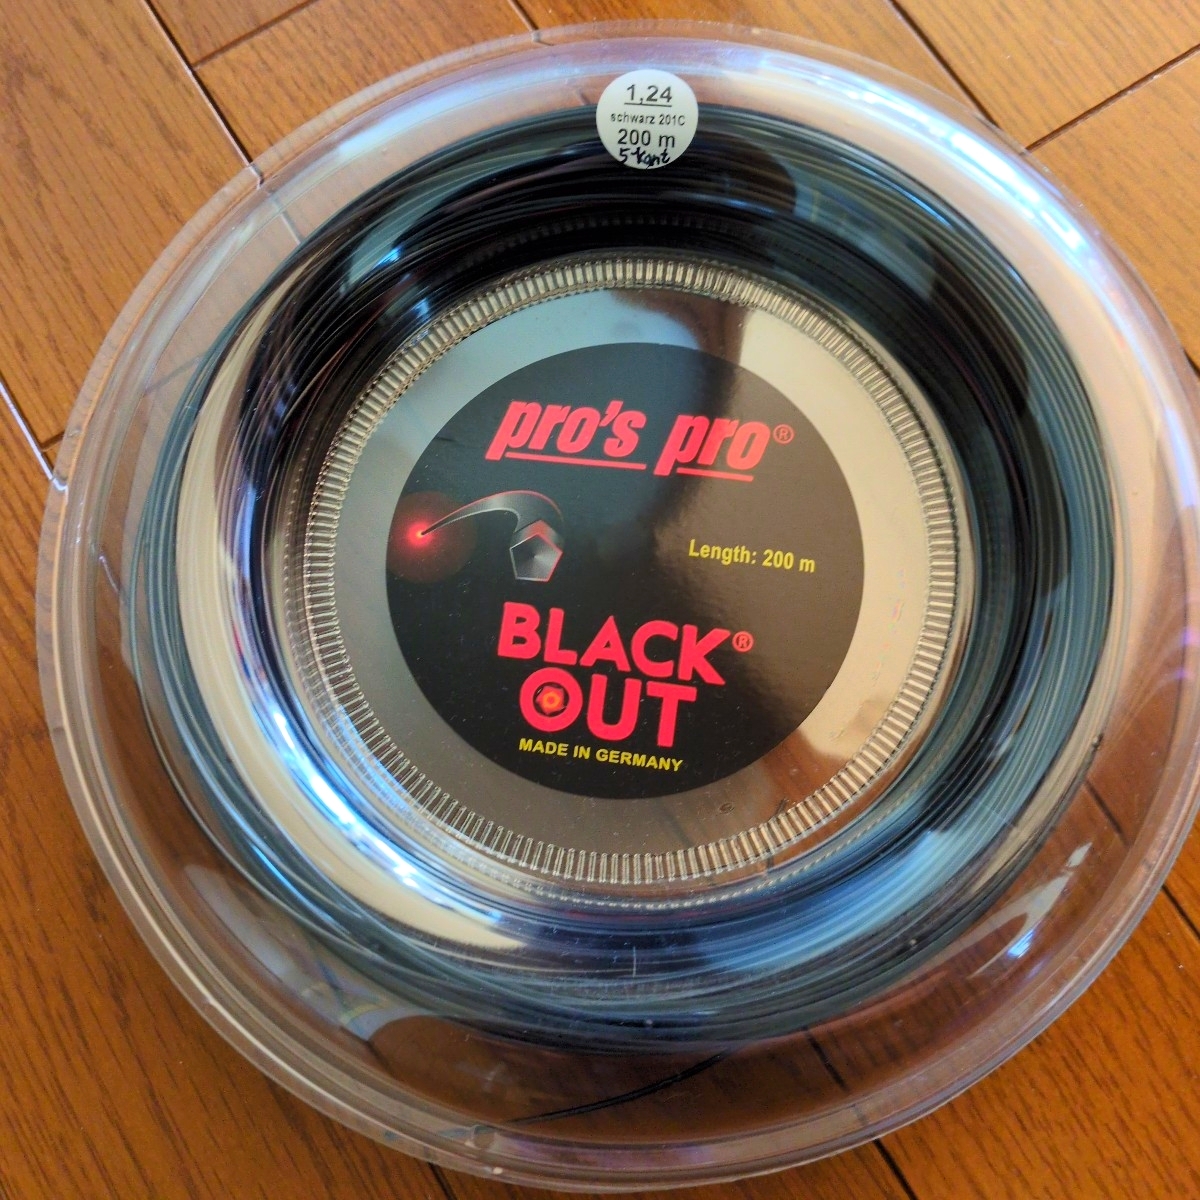 1,24
schwarz 201C
200 m
5-kant
pro's pro®
Length: 200 m
BLACK®
OUT
MADE IN GERMANY